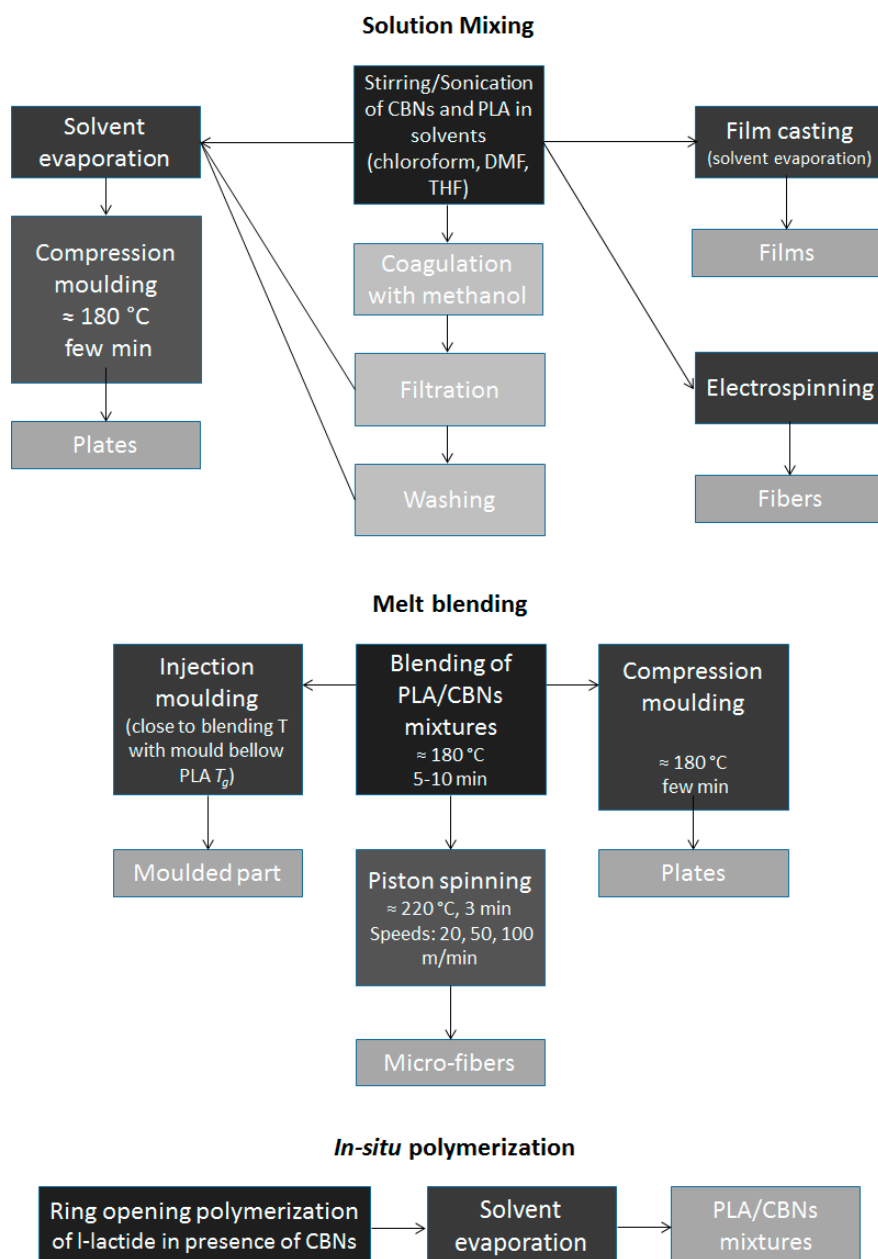 Solution Mixing
Stirring/Sonication
of CBNs and PLA in
solvents
(chloroform, DMF,
THF)
Solvent
evaporation
Film casting
(solvent evaporation)
Compression
moulding
≈ 180 °C
few min
Coagulation
with methanol
Films
Filtration
Electrospinning
Plates
Washing
Fibers
Melt blending
Injection
moulding
(close to blending T
with mould bellow
PLA Tg)
Blending of
PLA/CBNs
mixtures
≈ 180 °C
5-10 min
Compression
moulding
≈ 180 °C
few min
Moulded part
Piston spinning
≈ 220 °C, 3 min
Speeds: 20, 50, 100
m/min
Plates
Micro-fibers
In-situ polymerization
Ring opening polymerization
of l-lactide in presence of CBNs
Solvent
evaporation
PLA/CBNs
mixtures